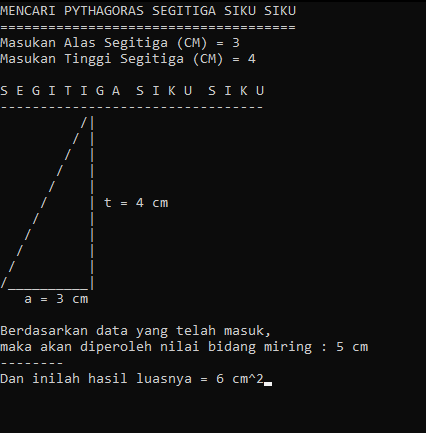 MENCARI PYTHAGORAS SEGITIGA SIKU SIKU
=====================================
Masukan Alas Segitiga (CM) = 3
Masukan Tinggi Segitiga (CM) = 4
S E G I T I G A  S I K U  S I K U
---------------------------------
t = 4 cm
a = 3 cm
Berdasarkan data yang telah masuk,
maka akan diperoleh nilai bidang miring : 5 cm
--------
Dan inilah hasil luasnya = 6 cm^2